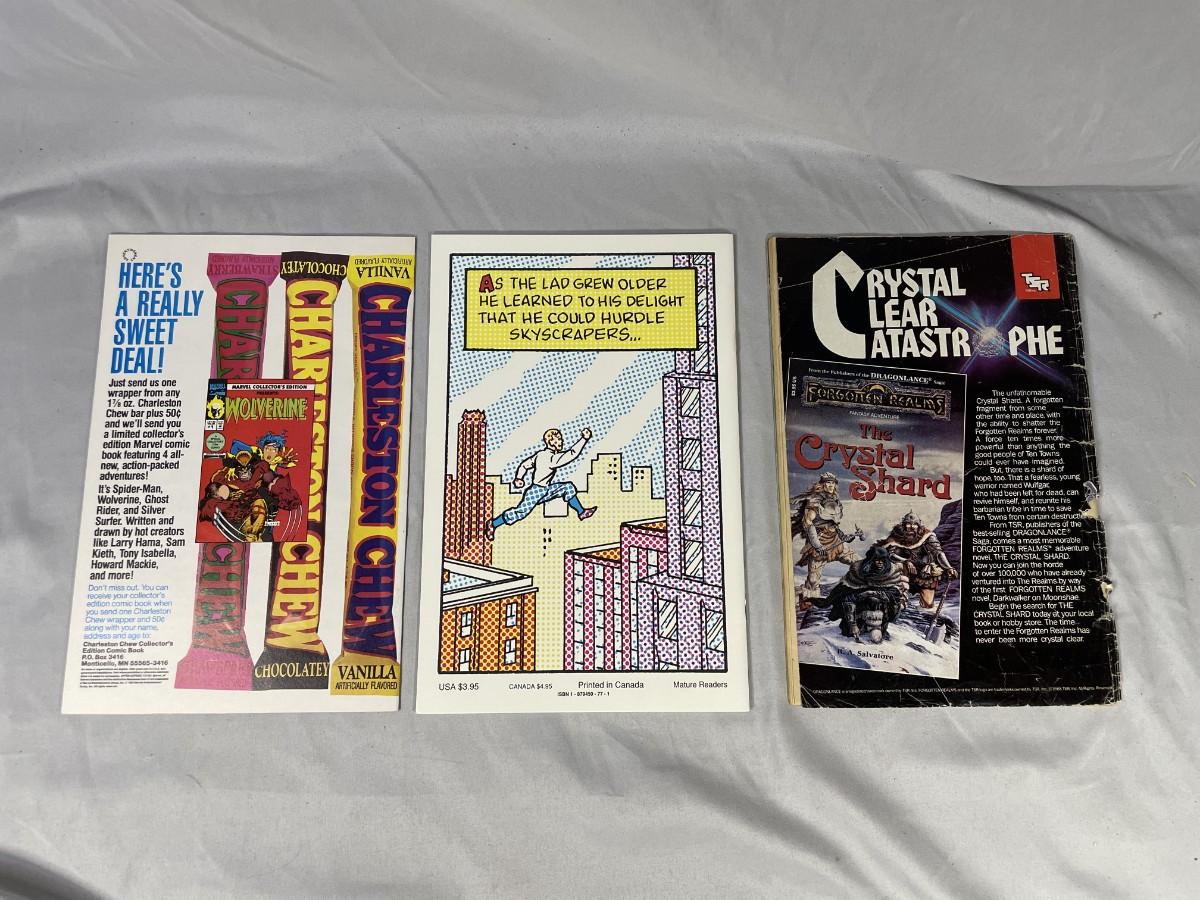 HERE'S
A REALLY
SWEET
DEAL!
Just send us one
wrapper from any
1⅞ oz. Charleston
Chew bar plus 50¢
and we'll send you
a limited collector's
edition Marvel comic
book featuring 4 all-
new, action-packed
adventures!
It's Spider-Man,
Wolverine, Ghost
Rider, and Silver
Surfer. Written and
drawn by hot creators
like Larry Hama, Sam
Kieth, Tony Isabella,
Howard Mackie,
and more!
Don't miss out. You can
receive your collector's
edition comic book when
you send one Charleston
Chew wrapper and 50¢
along with your name,
address and age to:
Charleston Chew Collector's
Edition Comic Book
P.O. Box 3416
Monticello, MN 55565-3416
STRAWBERRY
CHOCOLATEY
VANILLA
ARTIFICIALLY FLAVORED
CHARLESTON CHEW
CHARLESTON CHEW
MARVEL COLLECTOR'S EDITION
PRESENTS
WOLVERINE
CHEW
CHOCOLATEY
VANILLA
ARTIFICIALLY FLAVORED
AS THE LAD GREW OLDER
HE LEARNED TO HIS DELIGHT
THAT HE COULD HURDLE
SKYSCRAPERS...
USA $3.95
CANADA $4.95
Printed in Canada
Mature Readers
ISBN 1 - 879450 - 77 - 1
CRYSTAL
CLEAR
CATASTROPHE
TSR
From the Publishers of the DRAGONLANCE® Saga
FORGOTTEN REALMS
FANTASY ADVENTURE
The
Crystal
Shard
R. A. Salvatore
The unfathomable
Crystal Shard. A forgotten
fragment from some
other time and place, with
the ability to shatter the
Forgotten Realms forever.
A force ten times more
powerful than anything the
good people of Ten Towns
could ever have imagined.
But, there is a shard of
hope, too. That a fearless, young
warrior named Wulfgar,
who had been left for dead, can
revive himself, and reunite his
barbarian tribe in time to save
Ten Towns from certain destruction
From TSR, publishers of the
best-selling DRAGONLANCE®
Saga, comes a most memorable
FORGOTTEN REALMS™ adventure
novel, THE CRYSTAL SHARD.
Now you can join the horde
of over 100,000 who have already
ventured into The Realms by way
of the first FORGOTTEN REALMS
novel, Darkwalker on Moonshae.
Begin the search for THE
CRYSTAL SHARD today at your local
book or hobby store. The time
to enter the Forgotten Realms has
never been more crystal clear.